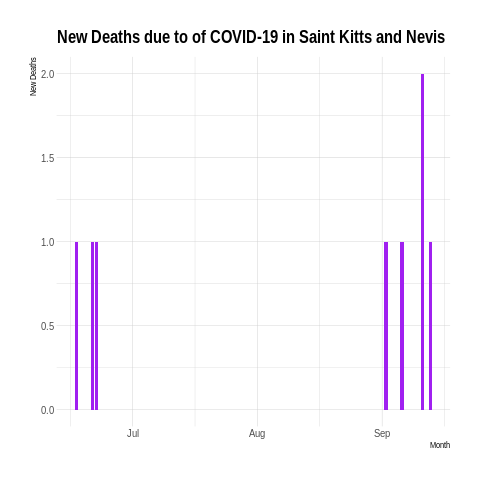 New Deaths due to of COVID-19 in Saint Kitts and Nevis
New Deaths
2.0
1.5
1.0
0.5
0.0
Jul Aug Sep
Month